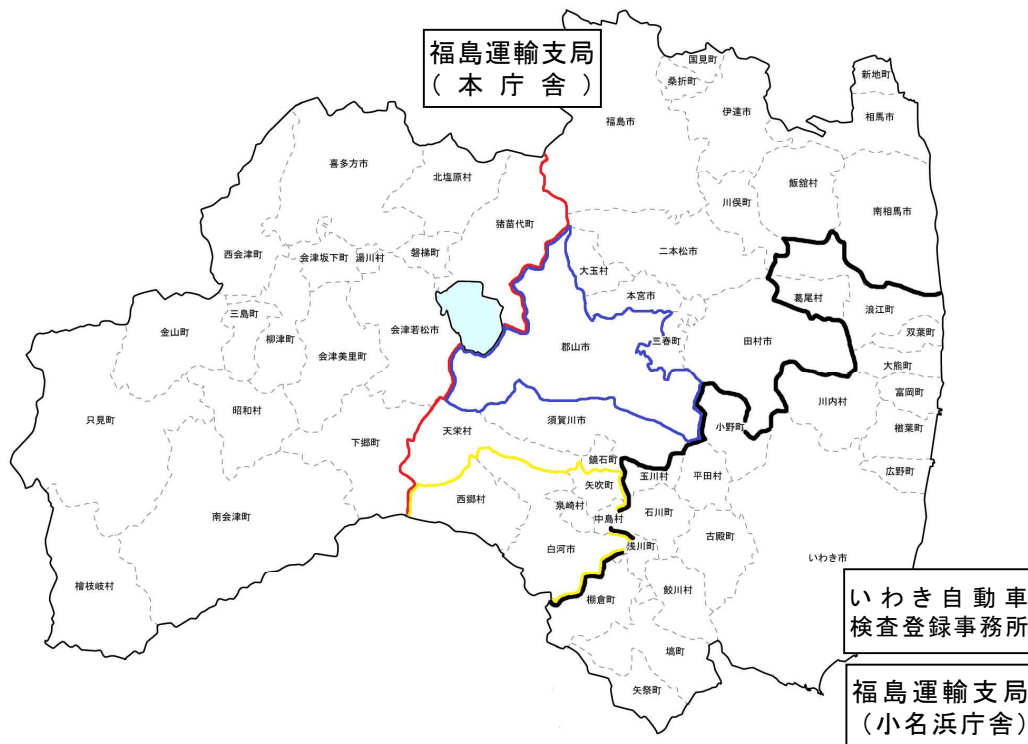 福島運輸支局
(本庁舎)
国見町
桑折町
新地町
伊達市
相馬市
福島市
喜多方市
北塩原村
飯舘村
川俣町
南相馬市
猪苗代町
二本松市
西会津町
会津坂下町
湯川村
磐梯町
大玉村
本宮市
葛尾村
浪江町
三島町
金山町
柳津町
会津若松市
会津美里町
郡山市
三春町
田村市
双葉町
大熊町
富岡町
川内村
楢葉町
只見町
昭和村
下郷町
天栄村
須賀川市
小野町
広野町
鏡石町
玉川村
平田村
矢吹町
西郷村
泉崎村
石川町
中島村
南会津町
古殿町
白河市
浅川町
いわき市
檜枝岐村
棚倉町
鮫川村
いわき自動車
検査登録事務所
塙町
矢祭町
福島運輸支局
(小名浜庁舎)